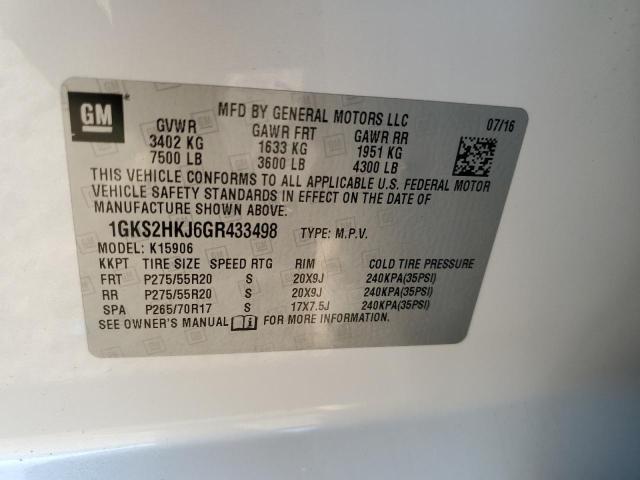 GM
MFD BY GENERAL MOTORS LLC 07/16
GVWR GAWR FRT GAWR RR
3402 KG 1633 KG 1951 KG
7500 LB 3600 LB 4300 LB
THIS VEHICLE CONFORMS TO ALL APPLICABLE U.S. FEDERAL MOTOR
VEHICLE SAFETY STANDARDS IN EFFECT ON THE DATE OF
MANUFACTURE SHOWN ABOVE.
1GKS2HKJ6GR433498 TYPE: M.P.V.
MODEL: K15906
KKPT TIRE SIZE SPEED RTG RIM COLD TIRE PRESSURE
FRT P275/55R20 S 20X9J 240KPA(35PSI)
RR P275/55R20 S 20X9J 240KPA(35PSI)
SPA P265/70R17 S 17X7.5J 240KPA(35PSI)
SEE OWNER'S MANUAL FOR MORE INFORMATION.